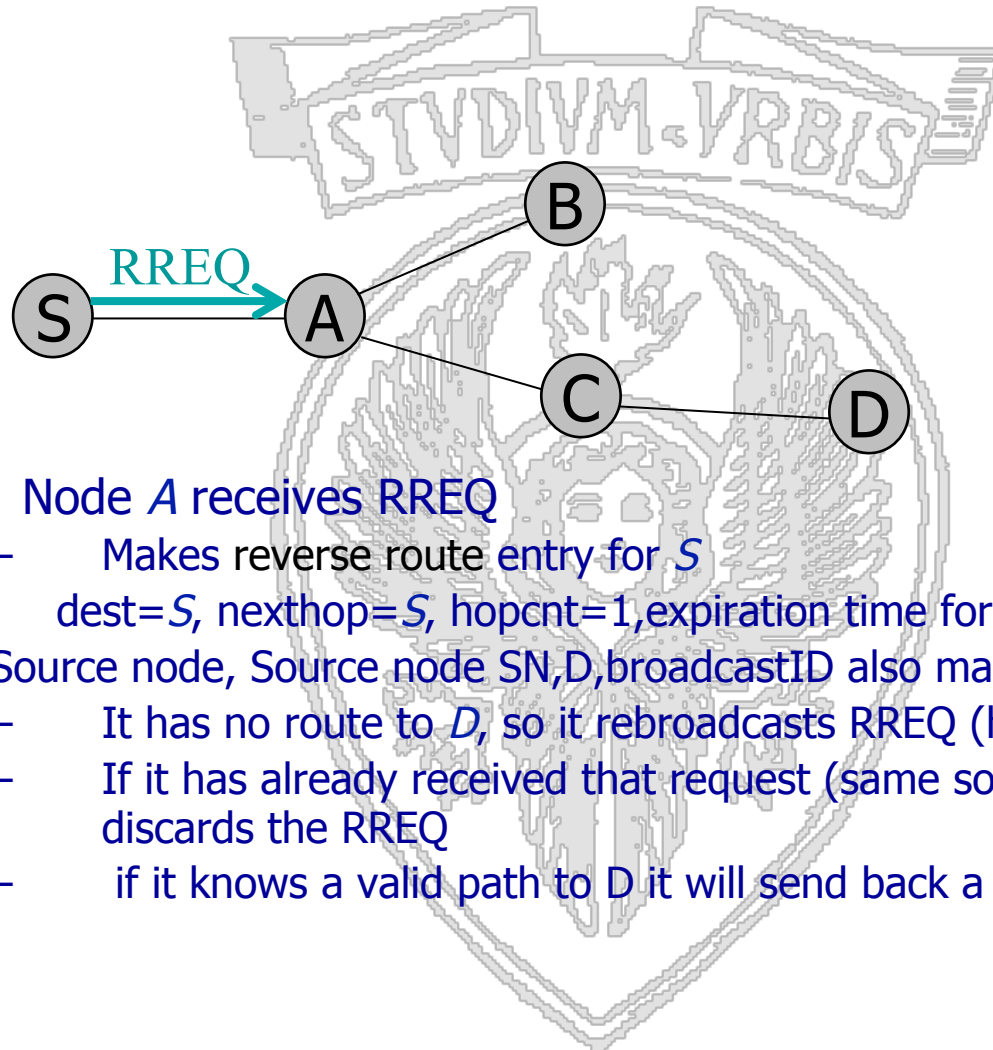 STVDIVM VRBIS
B
RREQ
S
A
C
D
Node A receives RREQ
– Makes reverse route entry for S
dest=S, nexthop=S, hopcnt=1,expiration time for
Source node, Source node SN,D,broadcastID also
– It has no route to D, so it rebroadcasts RREQ
– If it has already received that request (same
discards the RREQ
– if it knows a valid path to D it will send back a